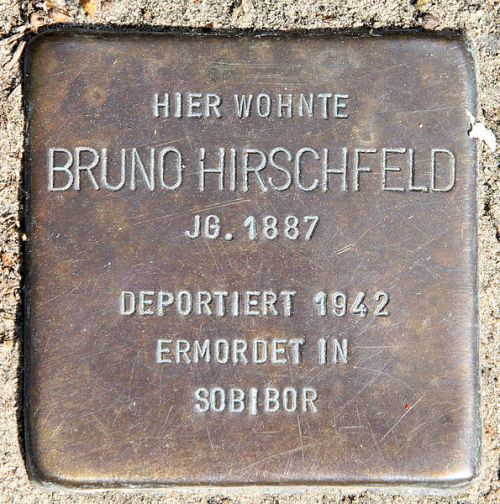 HIER WOHNTE
BRUNO HIRSCHFELD
JG. 1887
DEPORTIERT 1942
ERMORDET IN
SOBIBOR